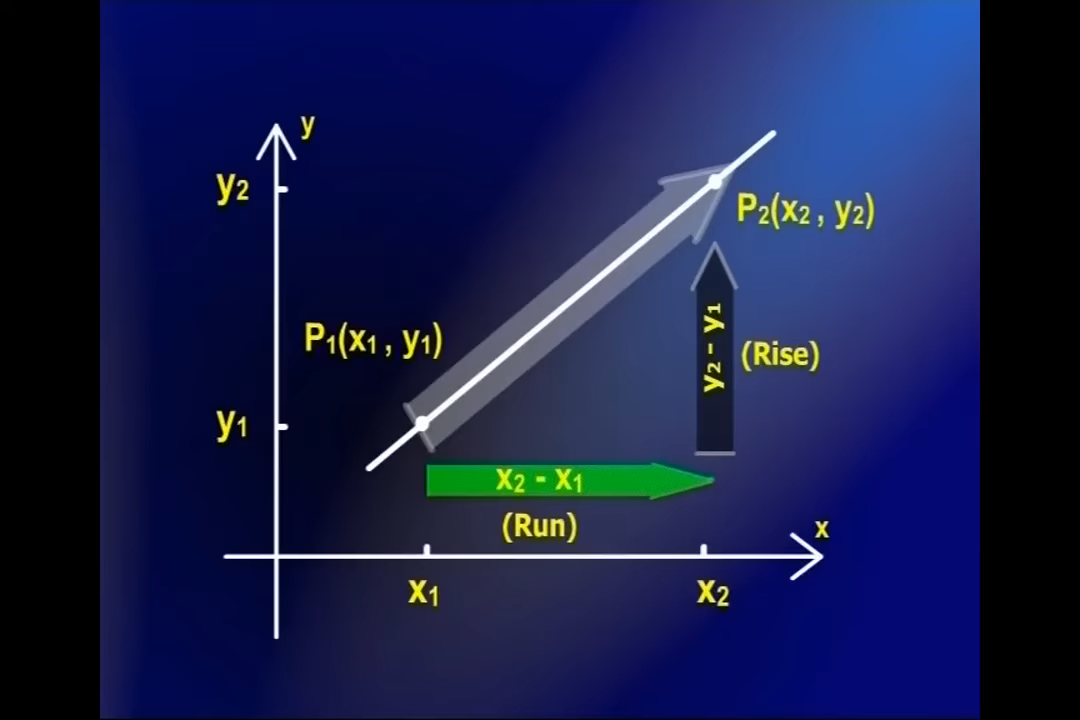 y
y₂
P₂(x₂ , y₂)
P₁(x₁ , y₁)
y₂ - y₁
(Rise)
y₁
x₂ - x₁
(Run)
x
x₁
x₂